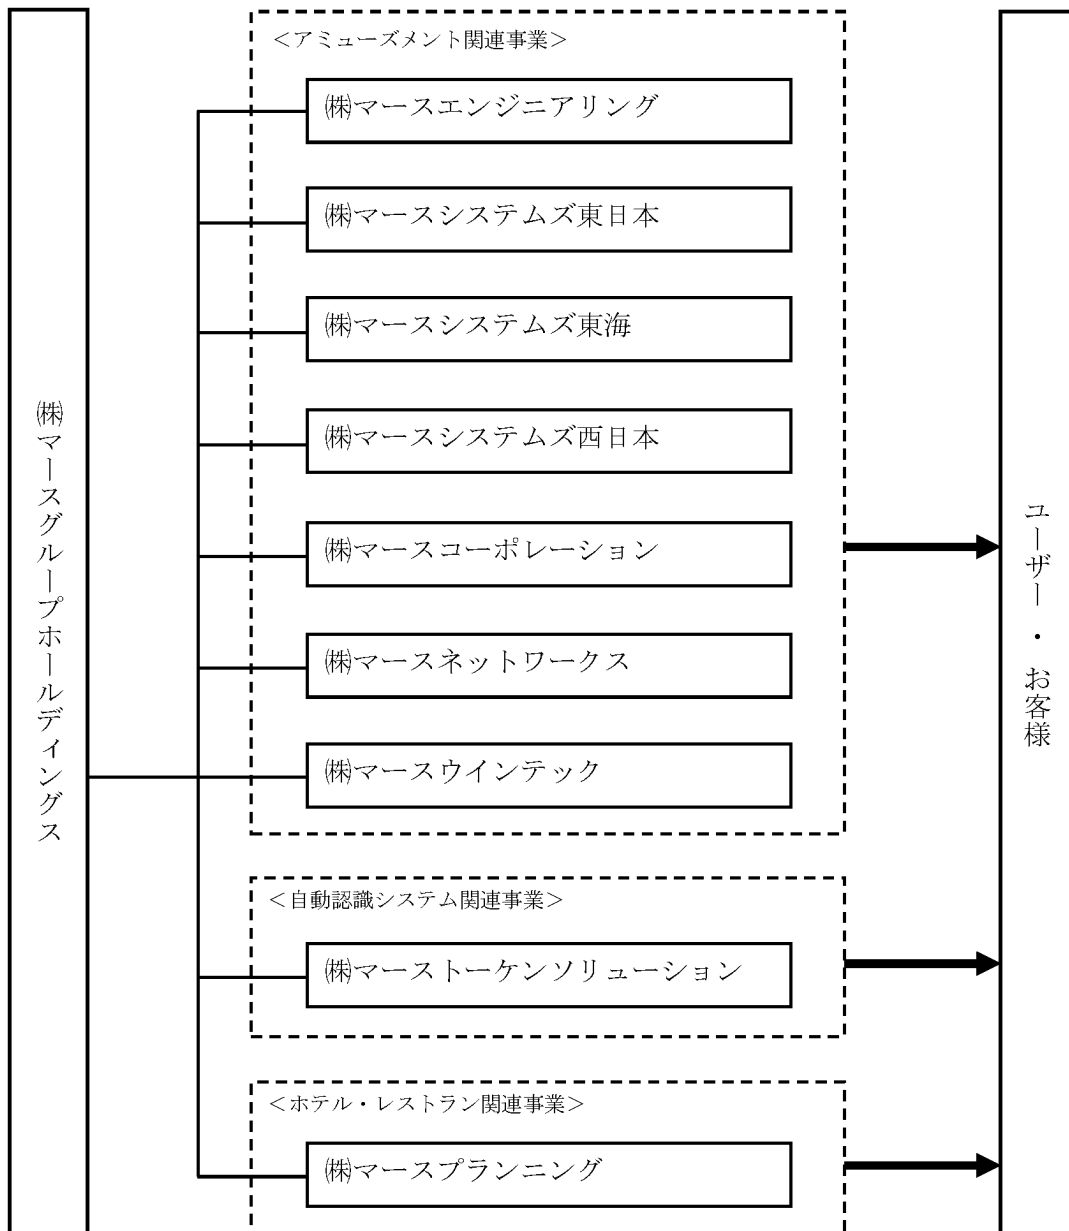 ㈱マースグループホールディングス
＜アミューズメント関連事業＞
㈱マースエンジニアリング
㈱マースシステムズ東日本
㈱マースシステムズ東海
㈱マースシステムズ西日本
㈱マースコーポレーション
㈱マースネットワークス
㈱マースウインテック
＜自動認識システム関連事業＞
㈱マーストーケンソリューション
＜ホテル・レストラン関連事業＞
㈱マースプランニング
ユーザー・お客様